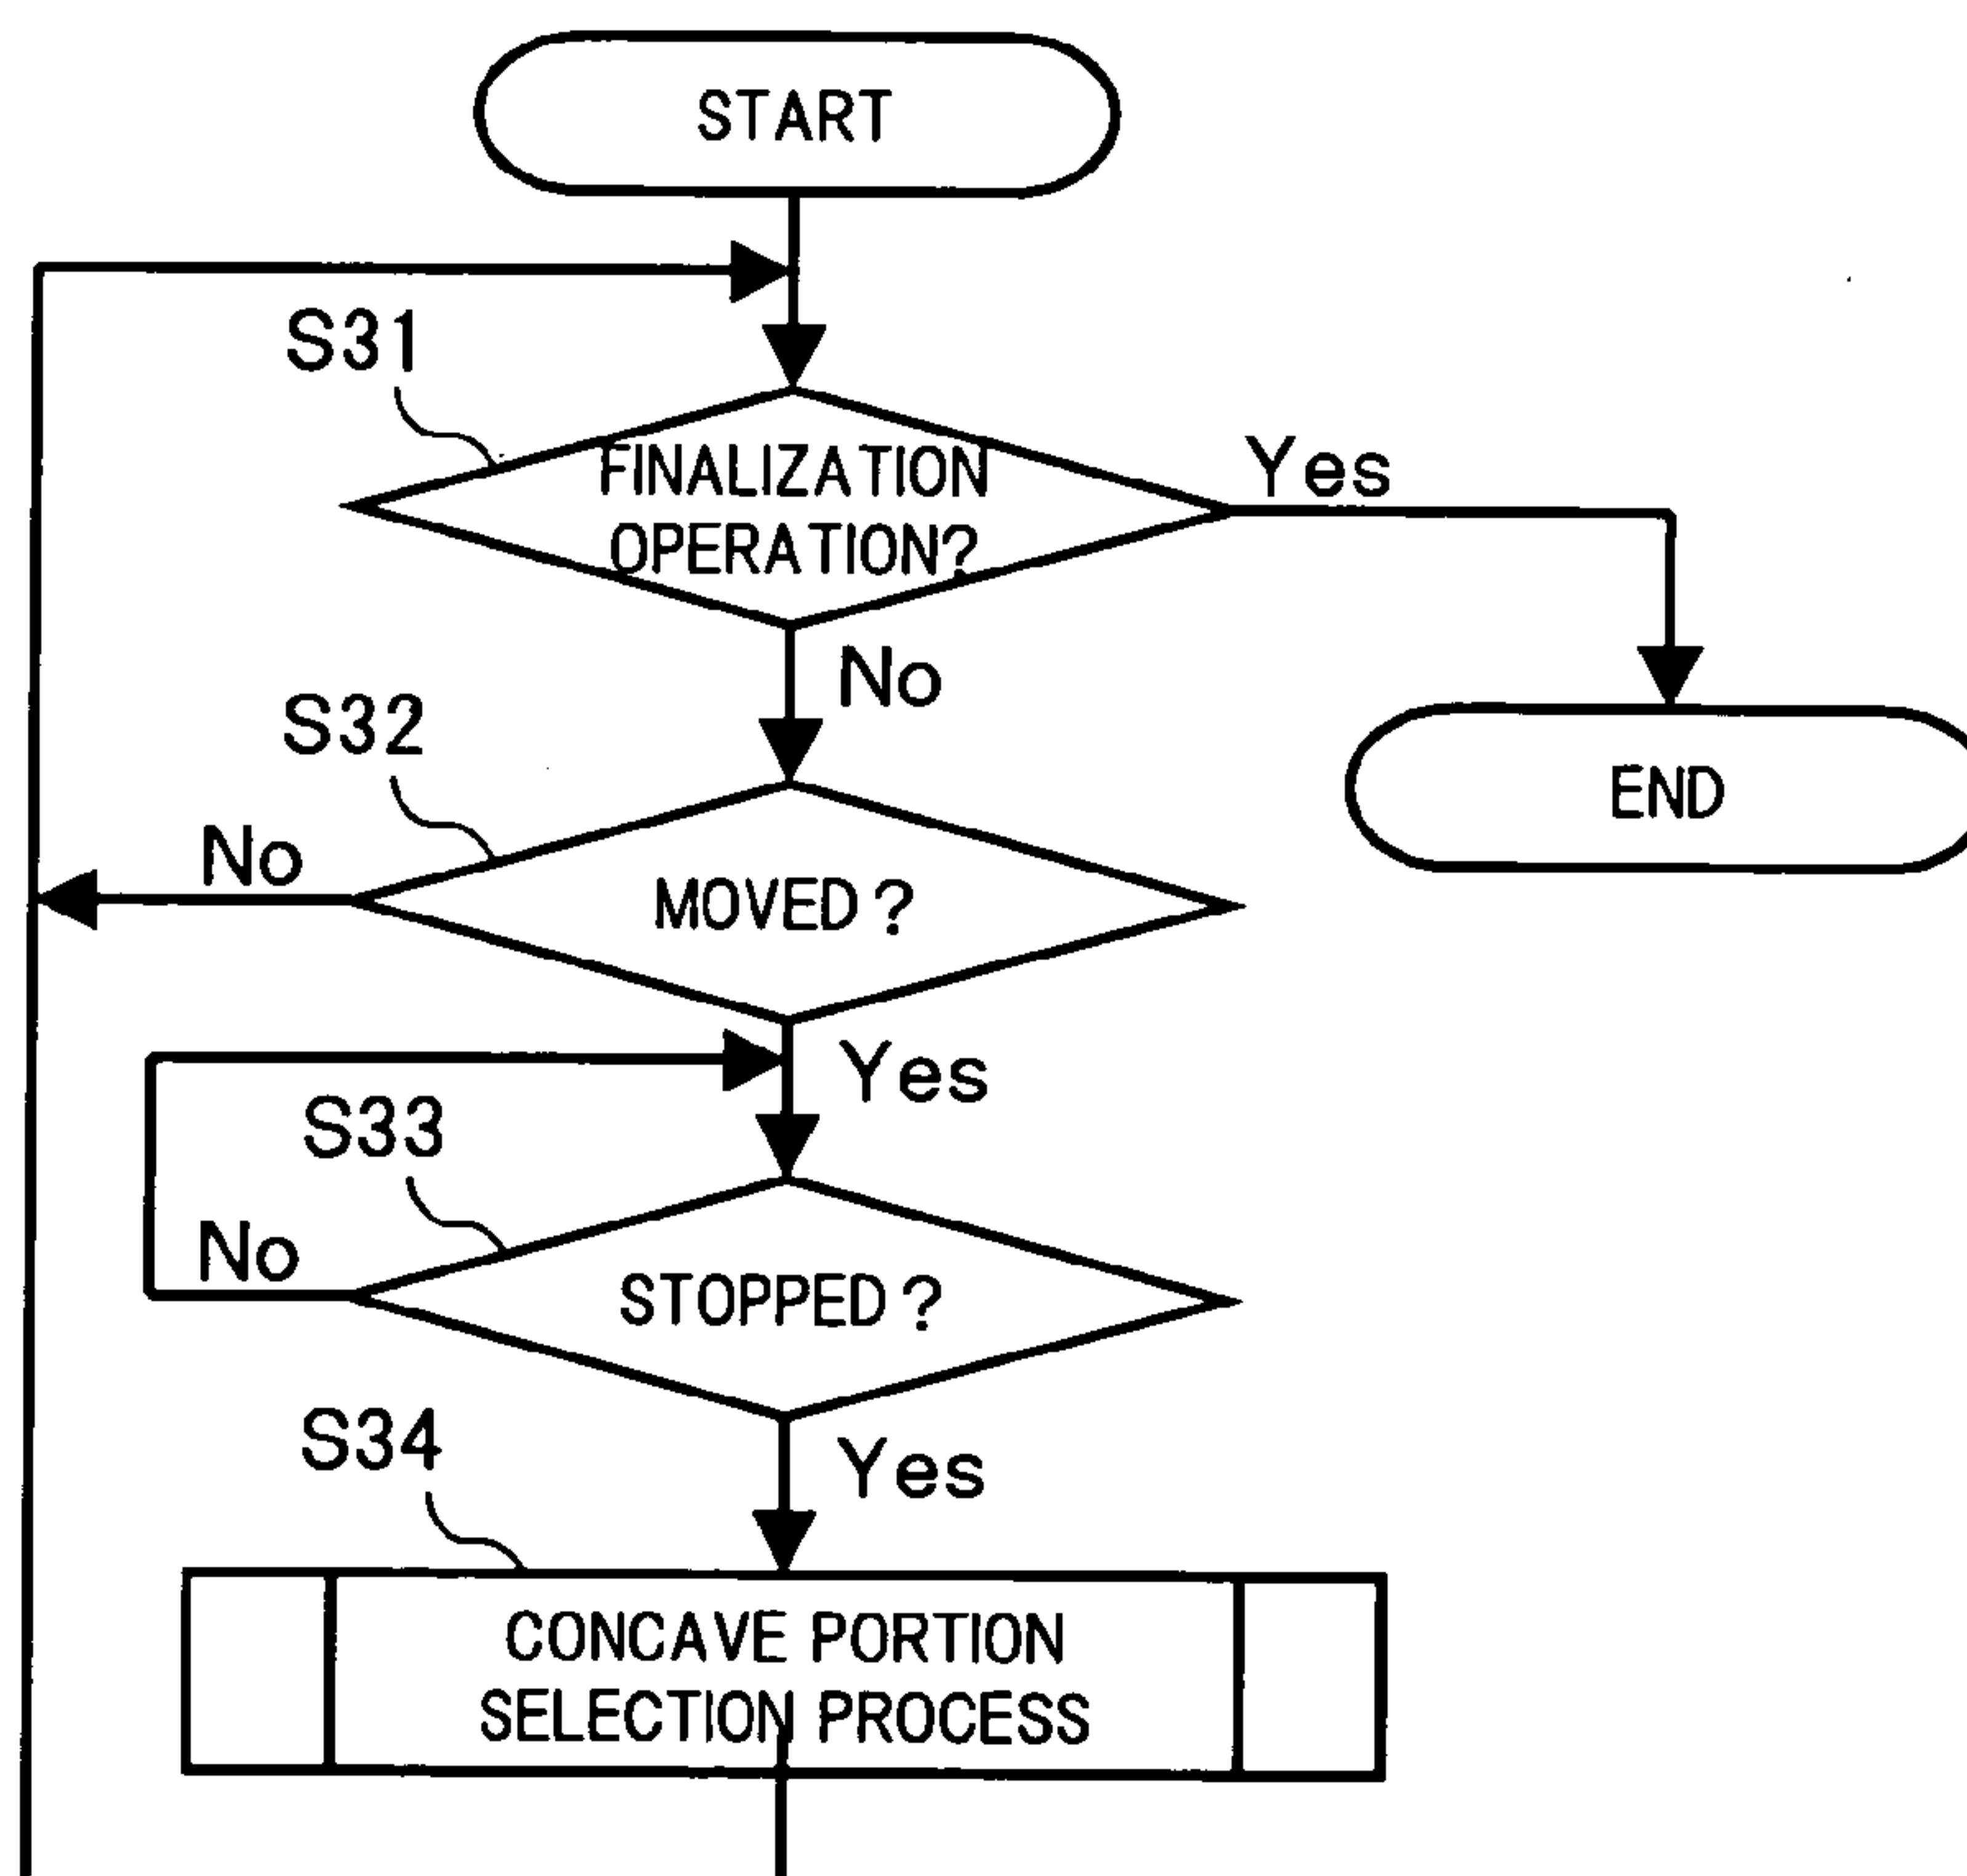 START
S31
FINALIZATION
OPERATION?
Yes
No
S32
END
No
MOVED?
Yes
S33
No
STOPPED?
S34
Yes
CONCAVE PORTION
SELECTION PROCESS